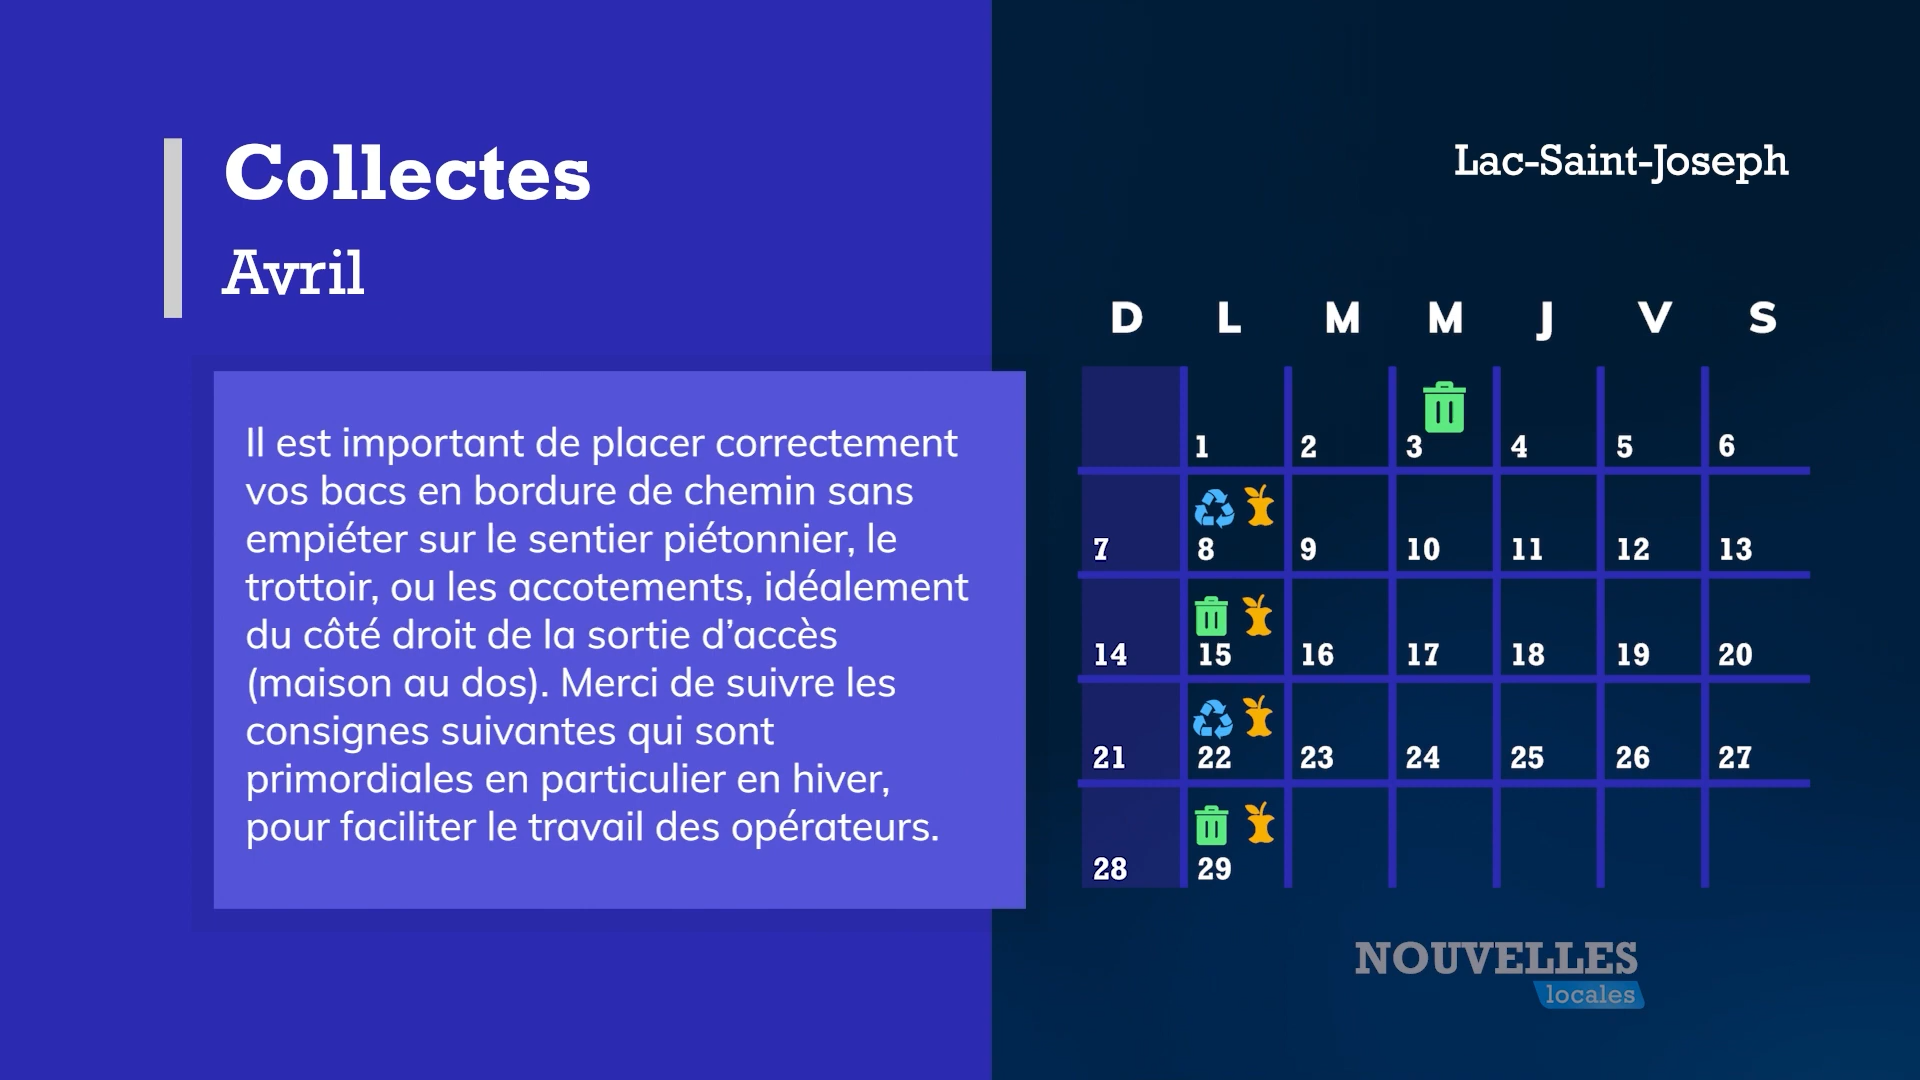 Collectes
Avril
Il est important de placer correctement
vos bacs en bordure de chemin sans
empiéter sur le sentier piétonnier, le
trottoir, ou les accotements, idéalement
du côté droit de la sortie d’accès
(maison au dos). Merci de suivre les
consignes suivantes qui sont
primordiales en particulier en hiver,
pour faciliter le travail des opérateurs.
Lac-Saint-Joseph
D L M M J V S
1 2 3 4 5 6
7 8 9 10 11 12 13
14 15 16 17 18 19 20
21 22 23 24 25 26 27
28 29
NOUVELLES
locales